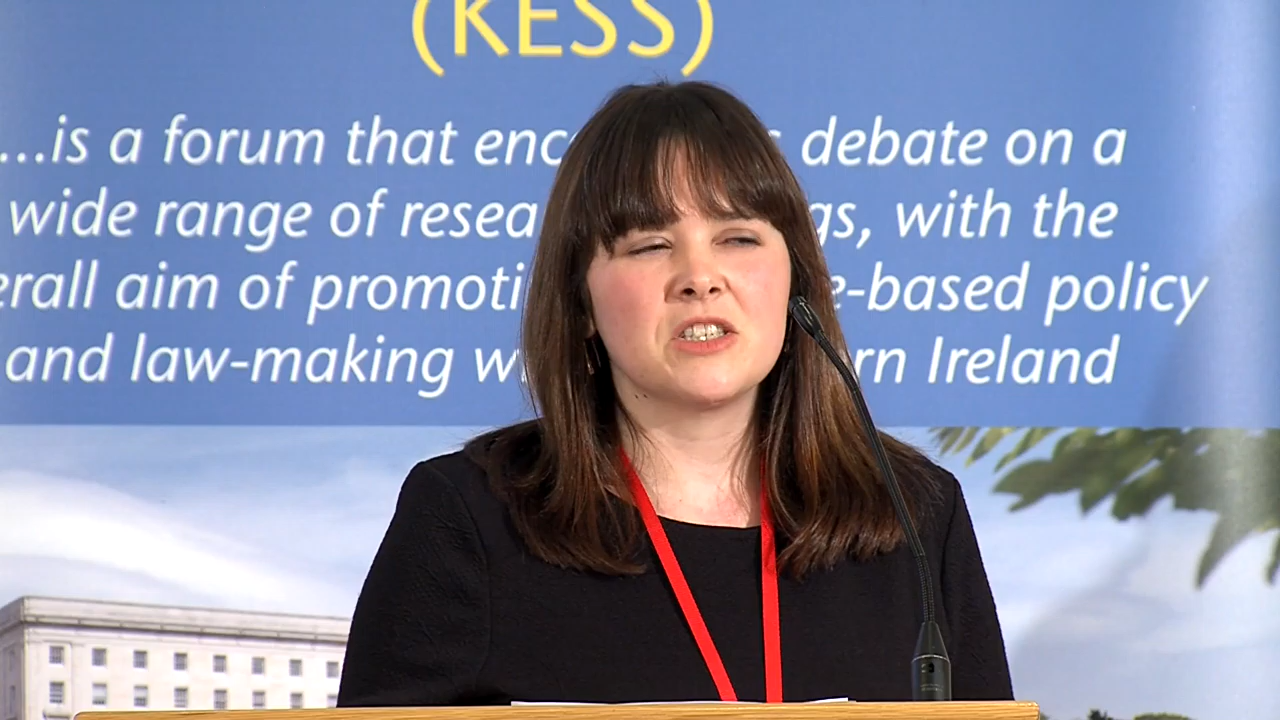 (KESS)
...is a forum that enc s debate on a
wide range of resea gs, with the
erall aim of promoti e-based policy
and law-making w rn Ireland